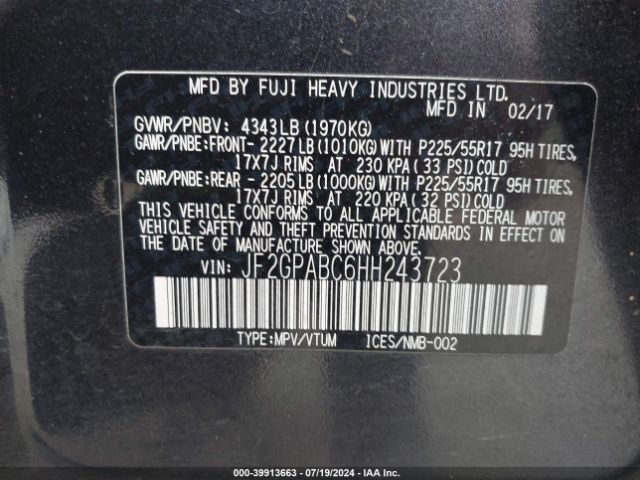 MFD BY FUJI HEAVY INDUSTRIES LTD.
MFD IN 02/17
GVWR/PNBV: 4343LB (1970KG)
GAWR/PNBE:FRONT- 2227LB (1010KG) WITH P225/55R17 95H TIRES,
17X7J RIMS AT 230 KPA (33 PSI) COLD
GAWR/PNBE:REAR - 2205LB (1000KG) WITH P225/55R17 95H TIRES,
17X7J RIMS AT 220 KPA (32 PSI) COLD
THIS VEHICLE CONFORMS TO ALL APPLICABLE FEDERAL MOTOR
VEHICLE SAFETY AND THEFT PREVENTION STANDARDS IN EFFECT ON
THE DATE OF MANUFACTURE SHOWN ABOVE.
VIN: JF2GPABC6HH243723
TYPE:MPV/VTUM ICES/NMB-002
000-39913663 - 07/19/2024 - IAA Inc.